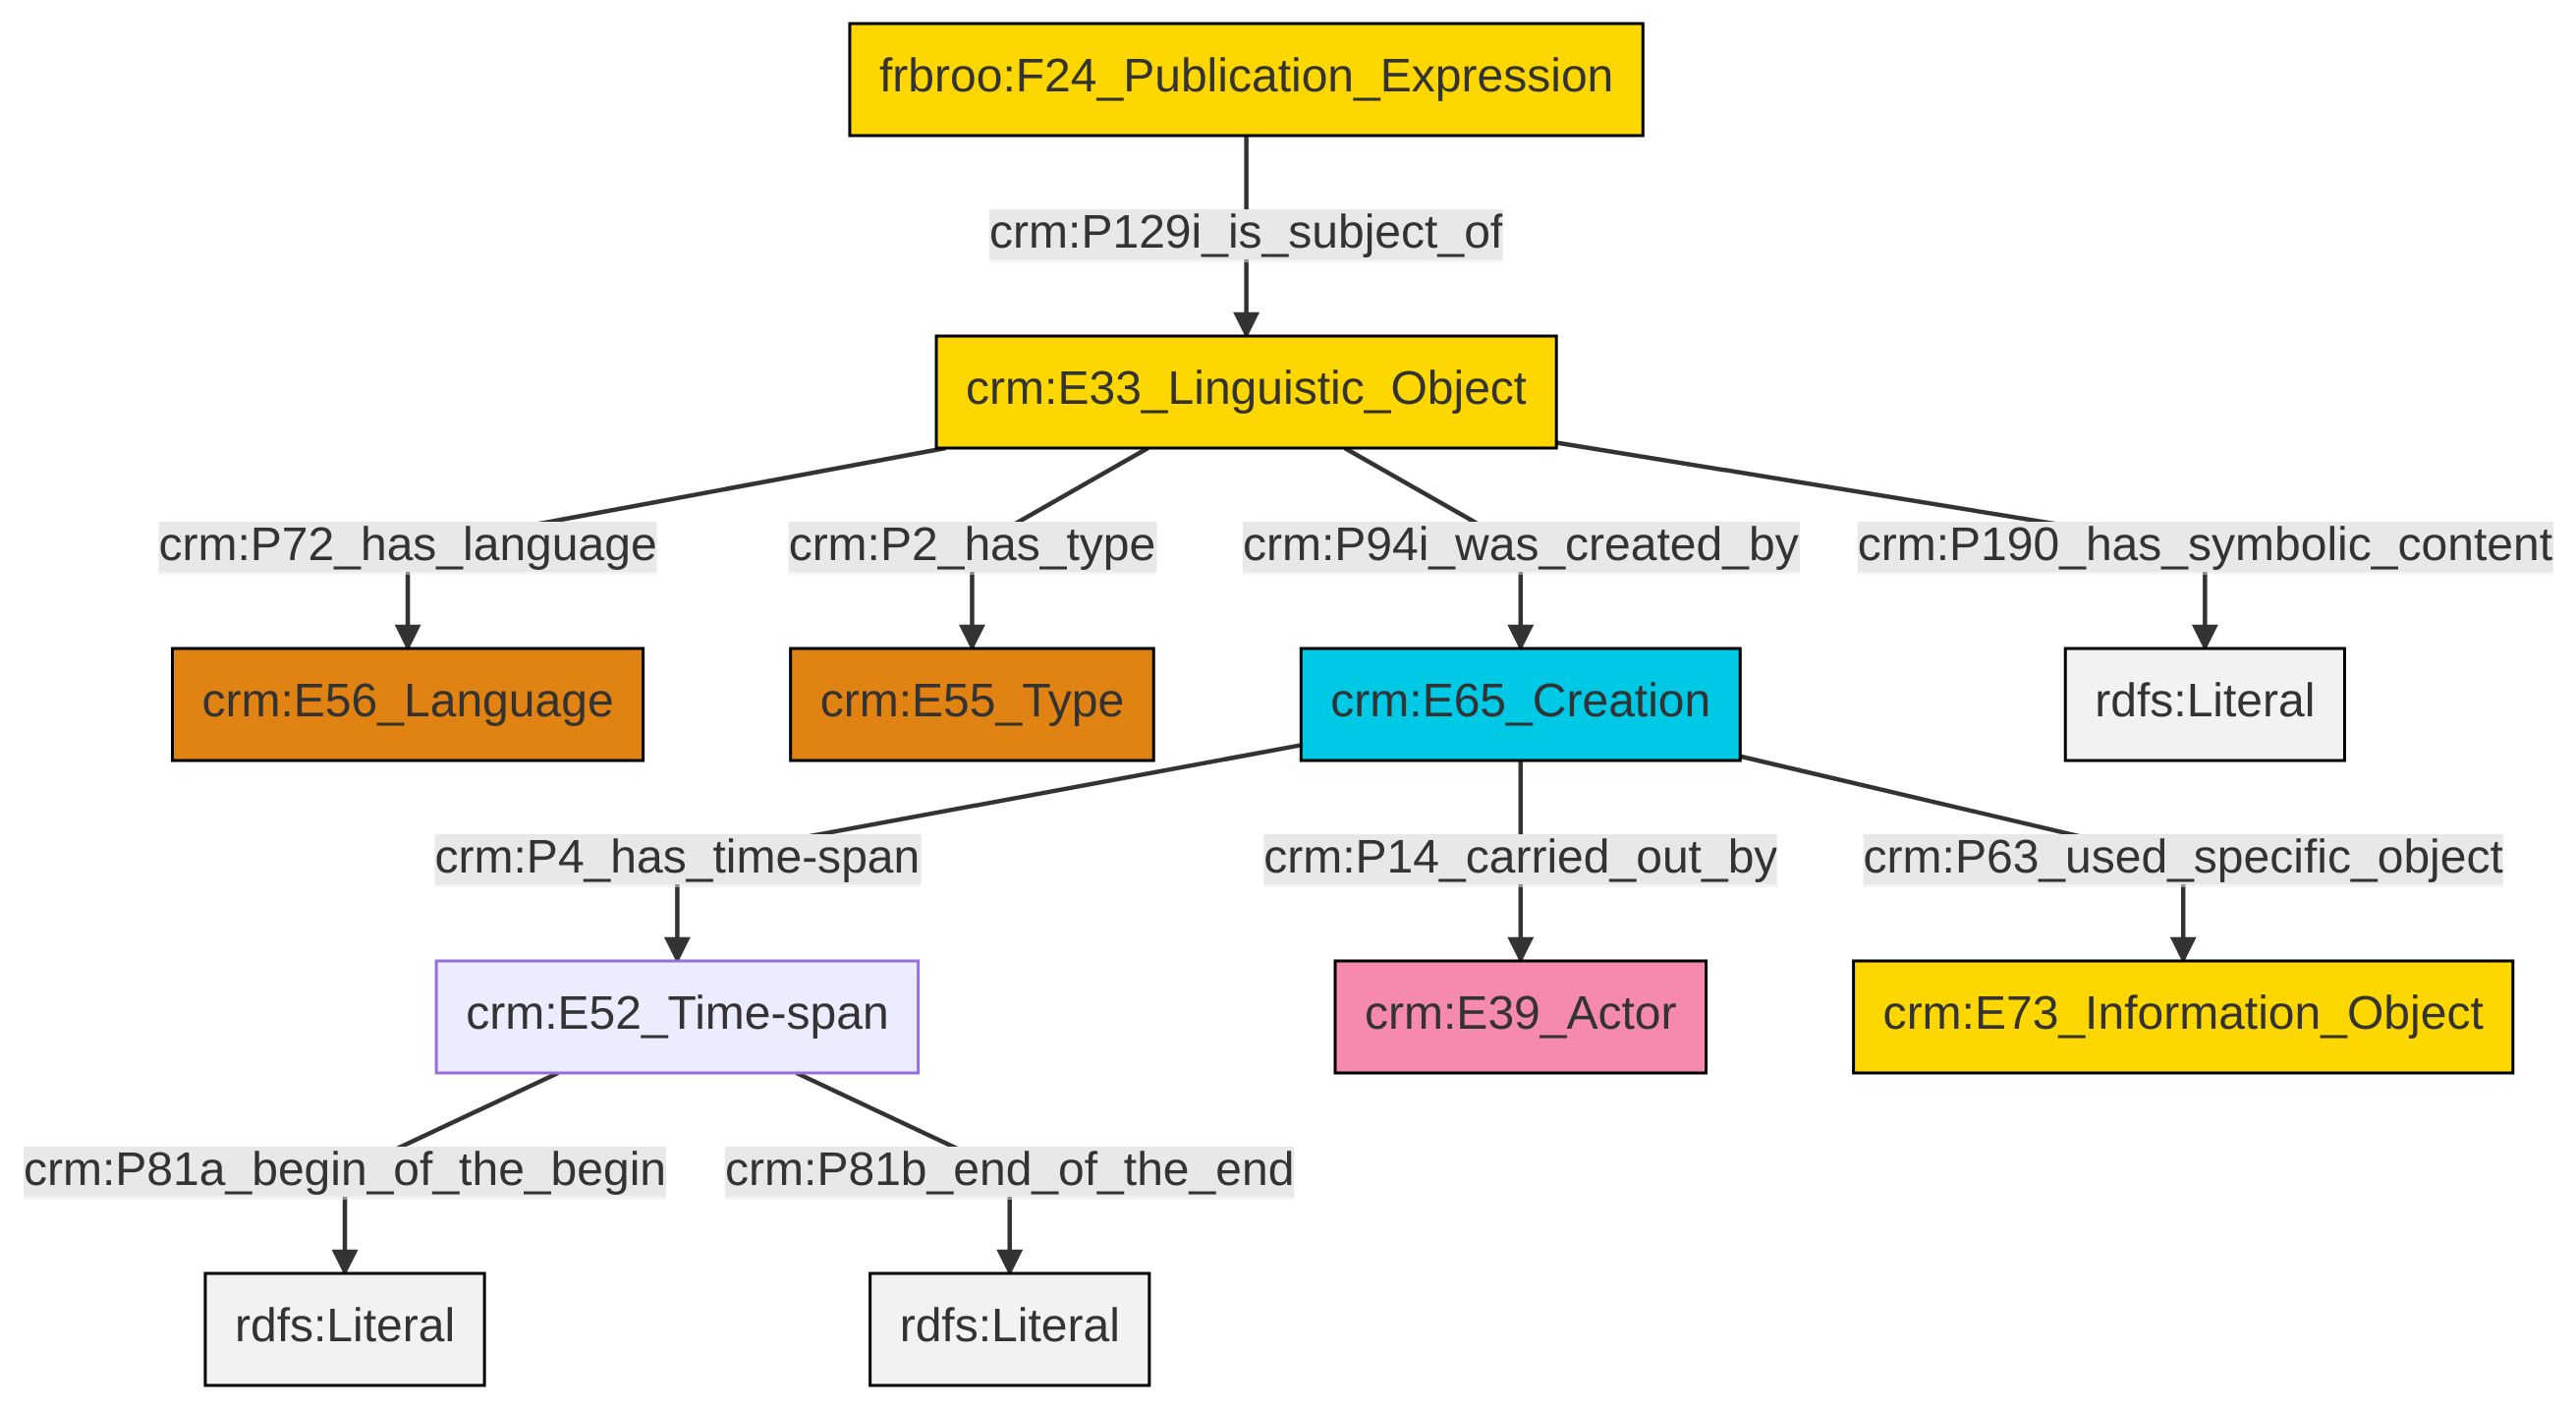 frbroo:F24_Publication_Expression
crm:P129i_is_subject_of
crm:E33_Linguistic_Object
crm:P72_has_language
crm:P2_has_type
crm:P94i_was_created_by
crm:P190_has_symbolic_content
crm:E56_Language
crm:E55_Type
crm:E65_Creation
rdfs:Literal
crm:P4_has_time-span
crm:P14_carried_out_by
crm:P63_used_specific_object
crm:E52_Time-span
crm:E39_Actor
crm:E73_Information_Object
crm:P81a_begin_of_the_begin
crm:P81b_end_of_the_end
rdfs:Literal
rdfs:Literal